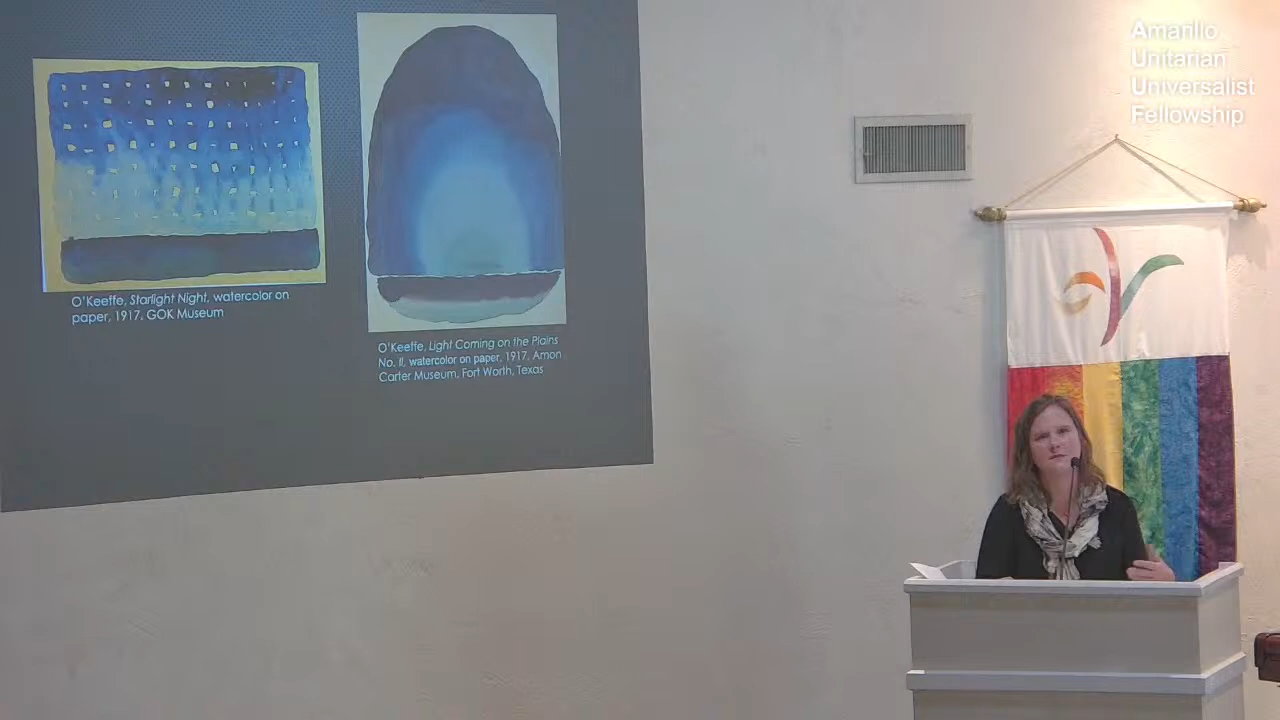 O'Keeffe, Starlight Night, watercolor on
paper, 1917. GOK Museum
O'Keeffe, Light Coming on the Plains
No. II, watercolor on paper, 1917. Amon
Carter Museum, Fort Worth, Texas
Amarillo
Unitarian
Universalist
Fellowship